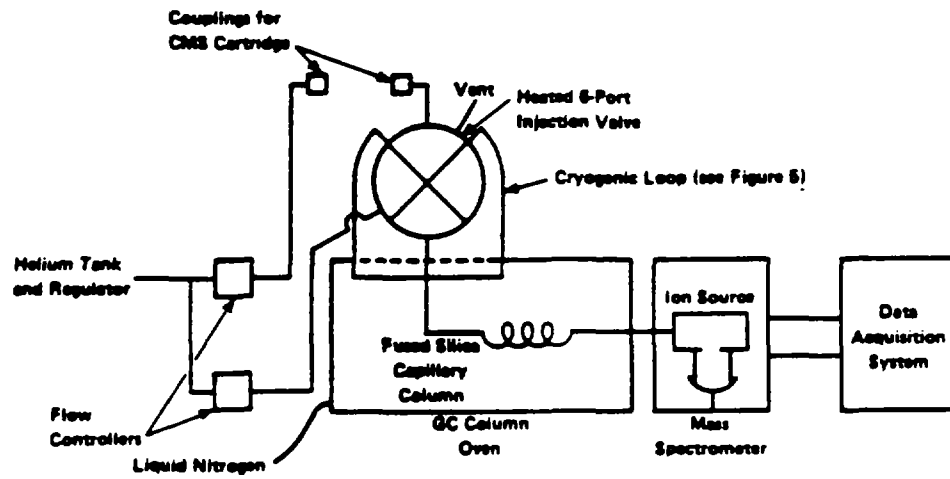 Couplings for
CMS Cartridge
Vent
Heated 6-Port
Injection Valve
Cryogenic Loop (see Figure 5)
Helium Tank
and Regulator
Ion Source
Data
Acquisition
System
Fused Silica
Capillary
Column
Flow
Controllers
GC Column
Oven
Mass
Spectrometer
Liquid Nitrogen